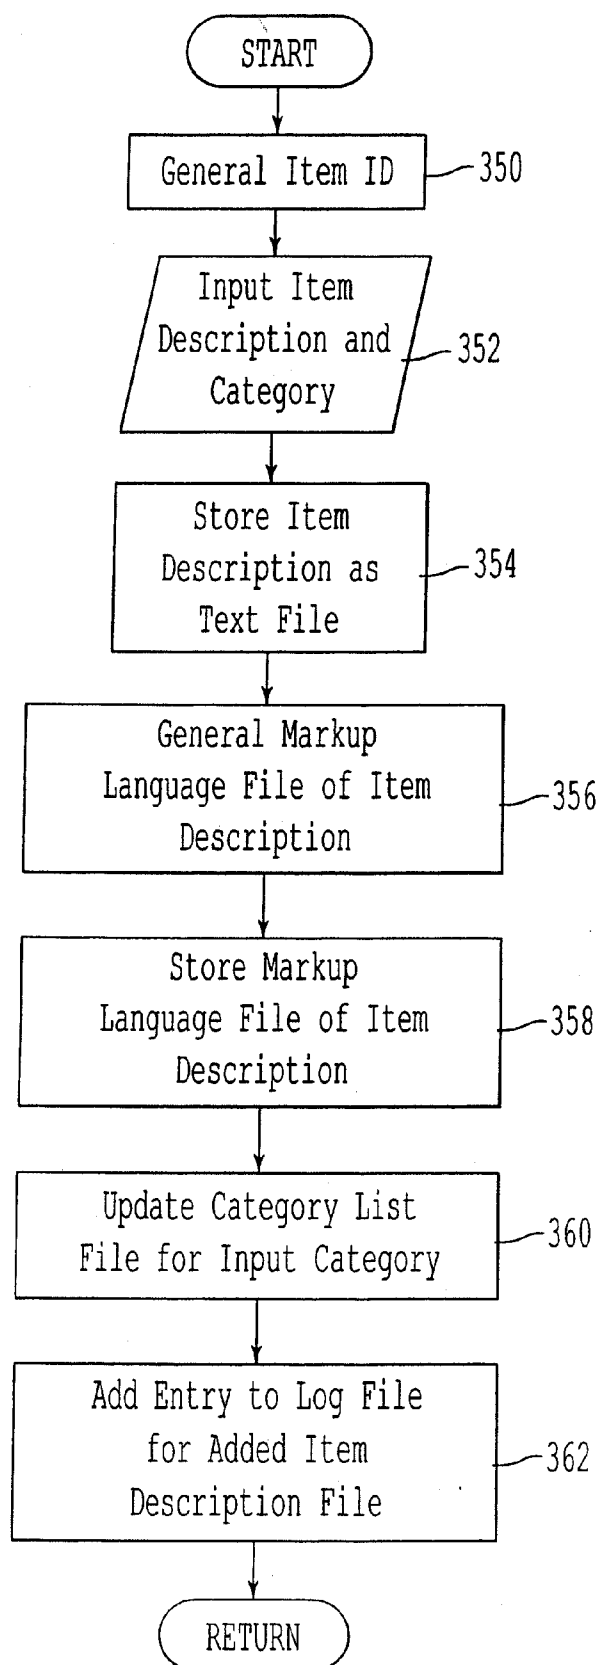 START
General Item ID
350
Input Item
Description and
Category
352
Store Item
Description as
Text File
354
General Markup
Language File of Item
Description
356
Store Markup
Language File of Item
Description
358
Update Category List
File for Input Category
360
Add Entry to Log File
for Added Item
Description File
362
RETURN